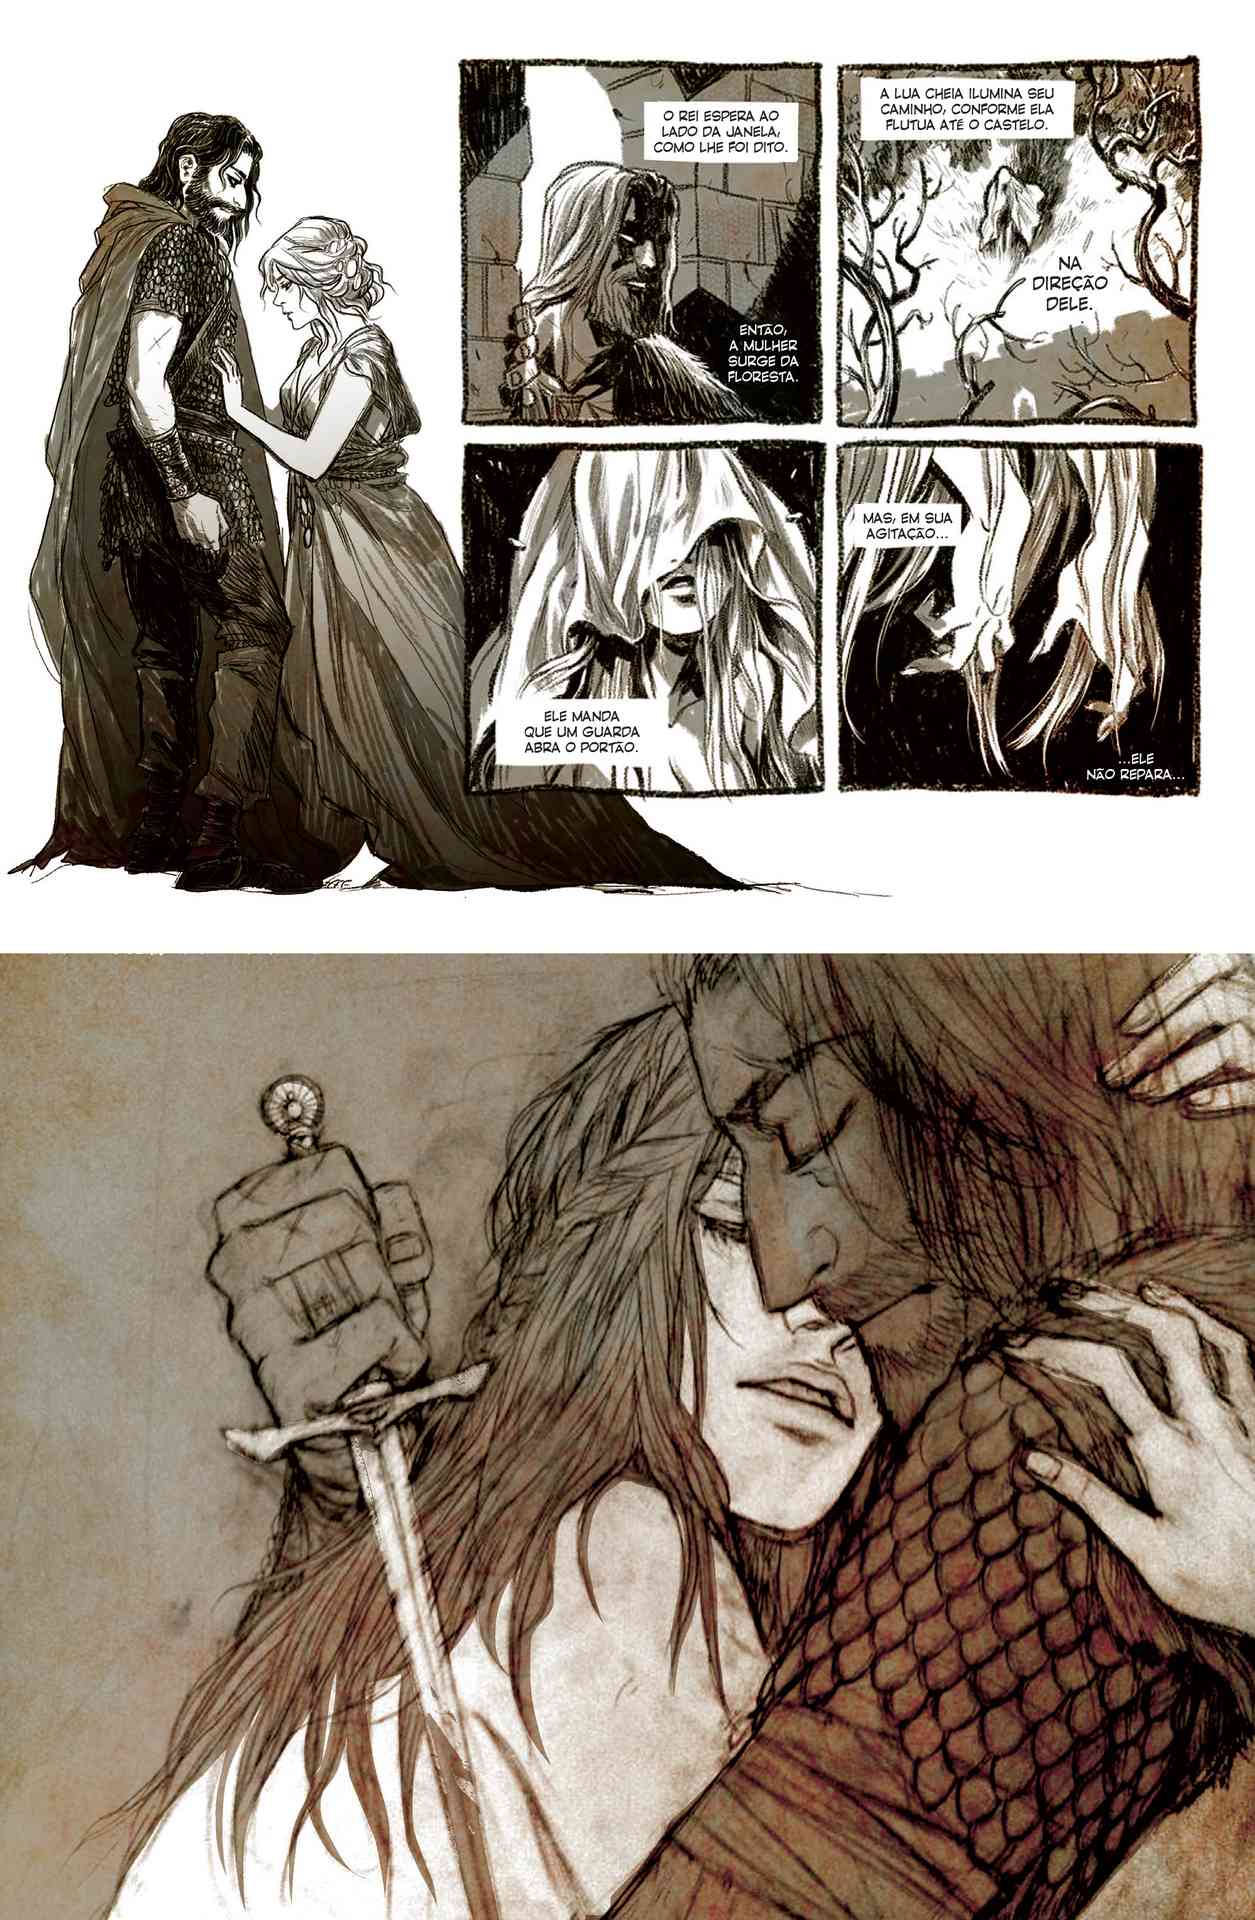 O REI ESPERA AO
LADO DA JANELA,
COMO LHE FOI DITO.
ENTÃO,
A MULHER
SURGE DA
FLORESTA.
A LUA CHEIA ILUMINA SEU
CAMINHO, CONFORME ELA
FLUTUA ATÉ O CASTELO.
NA
DIREÇÃO
DELE.
ELE MANDA
QUE UM GUARDA
ABRA O PORTÃO.
MAS, EM SUA
AGITAÇÃO...
...ELE
NÃO REPARA...